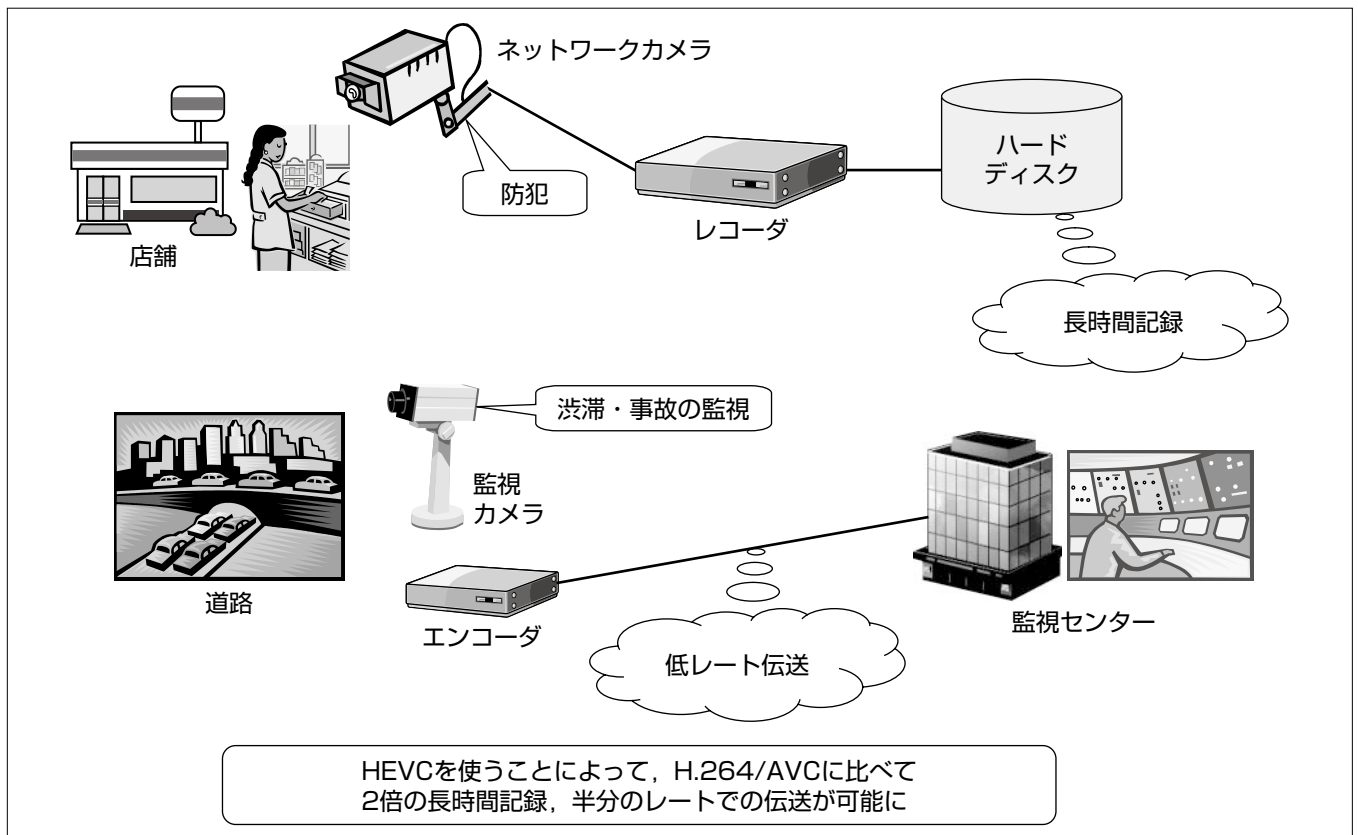 ネットワークカメラ
防犯
店舗
レコーダ
ハード
ディスク
長時間記録
渋滞・事故の監視
監視
カメラ
道路
エンコーダ
低レート伝送
監視センター
HEVCを使うことによって，H.264/AVCに比べて
2倍の長時間記録，半分のレートでの伝送が可能に